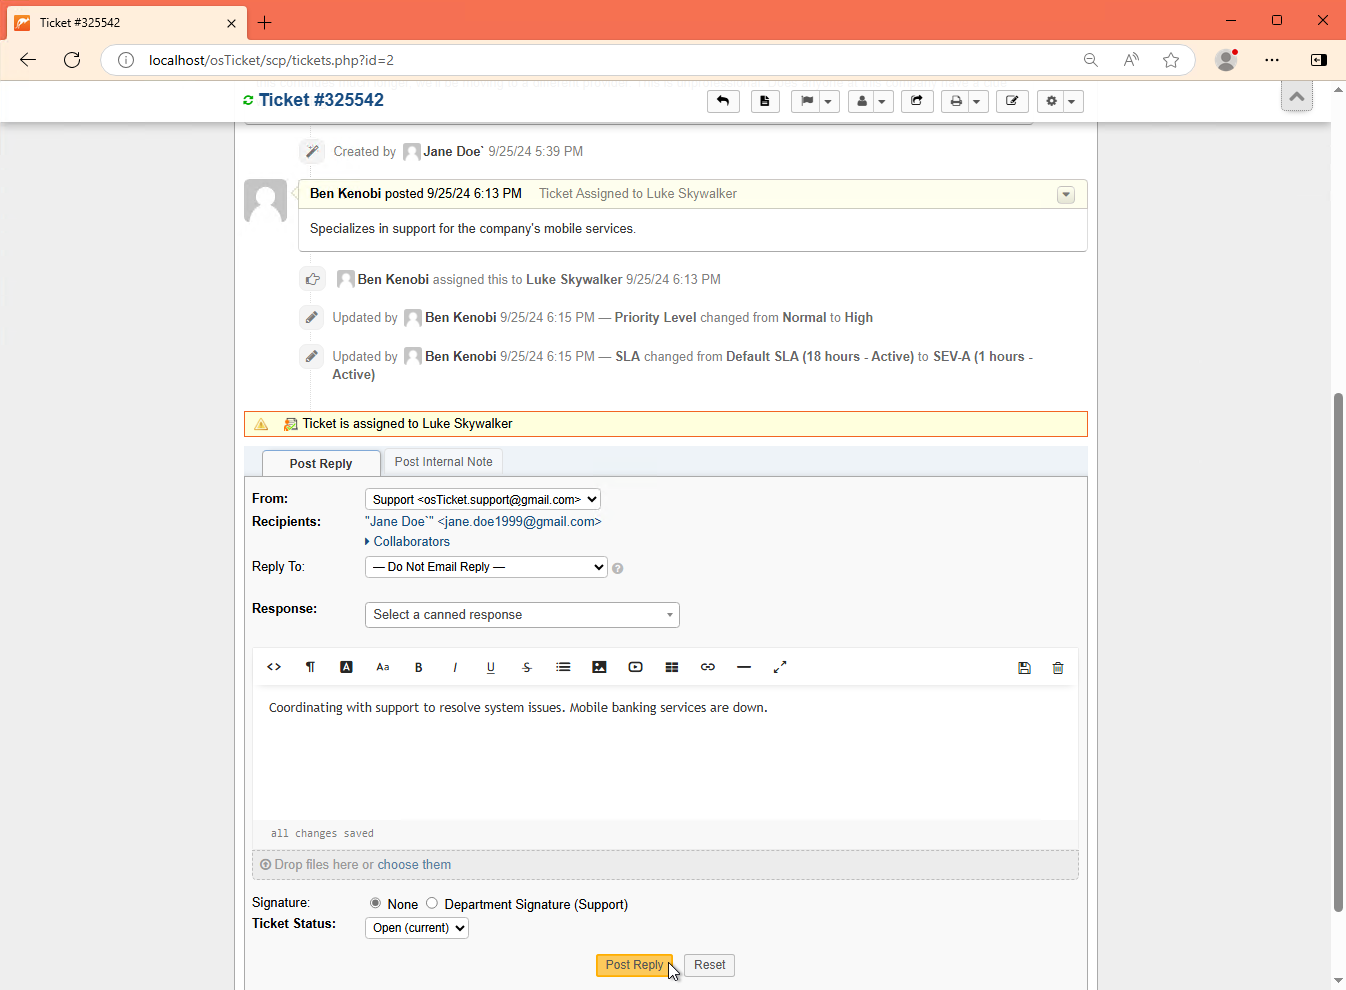 Ticket #325542
localhost/osTicket/scp/tickets.php?id=2
Ticket #325542
Created by Jane Doe` 9/25/24 5:39 PM
Ben Kenobi posted 9/25/24 6:13 PM Ticket Assigned to Luke Skywalker
Specializes in support for the company's mobile services.
Ben Kenobi assigned this to Luke Skywalker 9/25/24 6:13 PM
Updated by Ben Kenobi 9/25/24 6:15 PM — Priority Level changed from Normal to High
Updated by Ben Kenobi 9/25/24 6:15 PM — SLA changed from Default SLA (18 hours - Active) to SEV-A (1 hours -
Active)
Ticket is assigned to Luke Skywalker
Post Reply Post Internal Note
From: Support <osTicket.support@gmail.com>
Recipients: "Jane Doe`" <jane.doe1999@gmail.com>
Collaborators
Reply To: — Do Not Email Reply —
Response: Select a canned response
Coordinating with support to resolve system issues. Mobile banking services are down.
all changes saved
Drop files here or choose them
Signature: None Department Signature (Support)
Ticket Status: Open (current)
Post Reply Reset